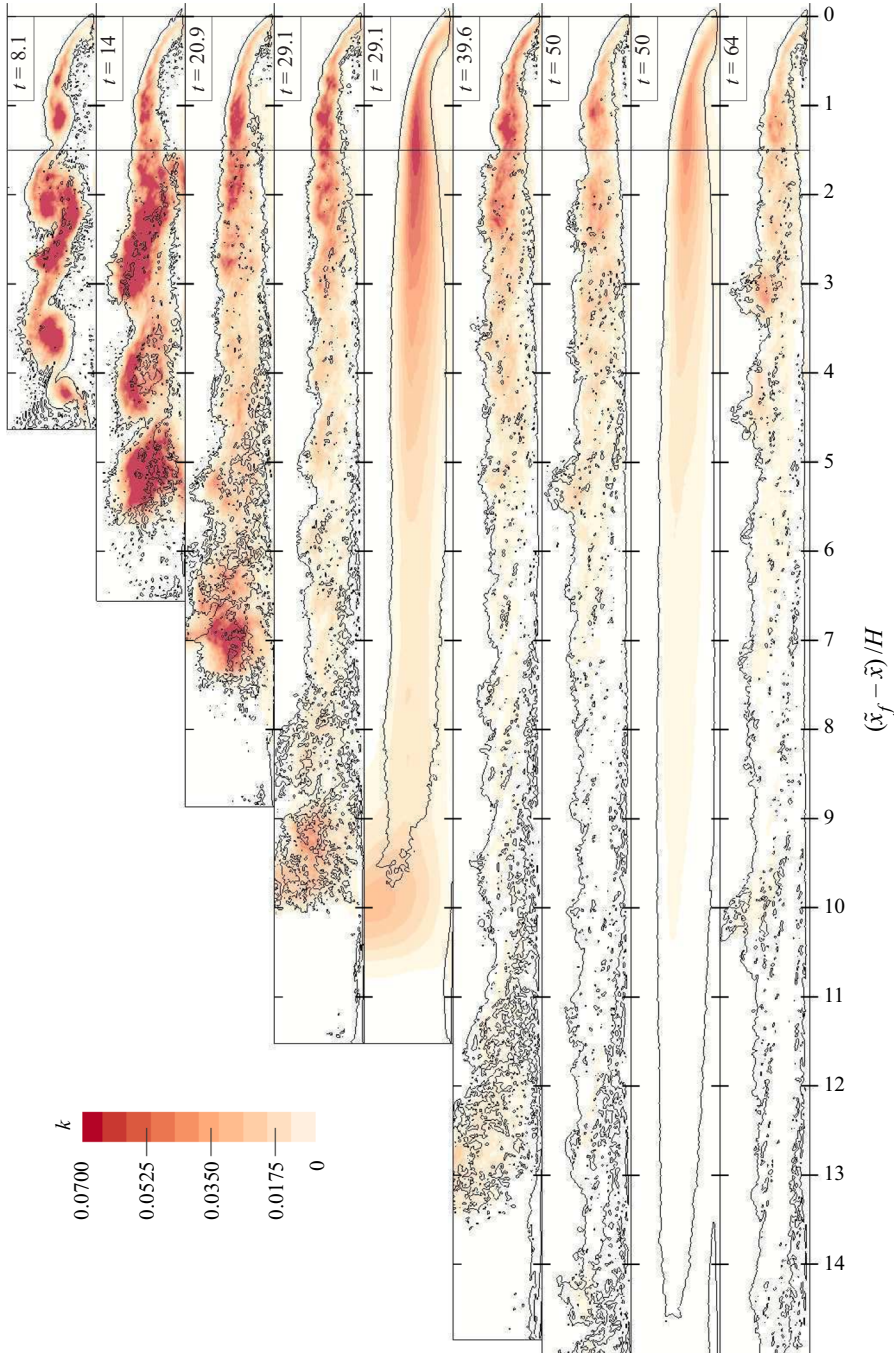 t = 8.1
t = 14
t = 20.9
t = 29.1
t = 29.1
t = 39.6
t = 50
t = 50
t = 64
0
1
2
3
4
5
6
7
8
9
10
11
12
13
14
(x̃_f − x̃)/H
k
0.0700
0.0525
0.0350
0.0175
0